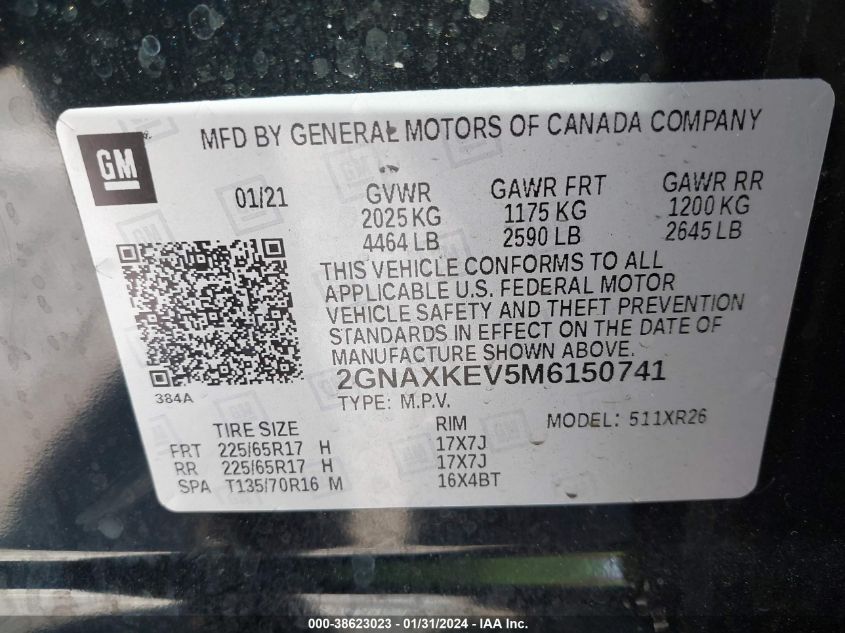 MFD BY GENERAL MOTORS OF CANADA COMPANY
GM
01/21
GVWR GAWR FRT GAWR RR
2025 KG 1175 KG 1200 KG
4464 LB 2590 LB 2645 LB
THIS VEHICLE CONFORMS TO ALL
APPLICABLE U.S. FEDERAL MOTOR
VEHICLE SAFETY AND THEFT PREVENTION
STANDARDS IN EFFECT ON THE DATE OF
MANUFACTURE SHOWN ABOVE.
384A
2GNAXKEV5M6150741
TYPE: M.P.V. MODEL: 511XR26
TIRE SIZE RIM
FRT 225/65R17 H 17X7J
RR 225/65R17 H 17X7J
SPA T135/70R16 M 16X4BT
000-38623023 - 01/31/2024 - IAA Inc.